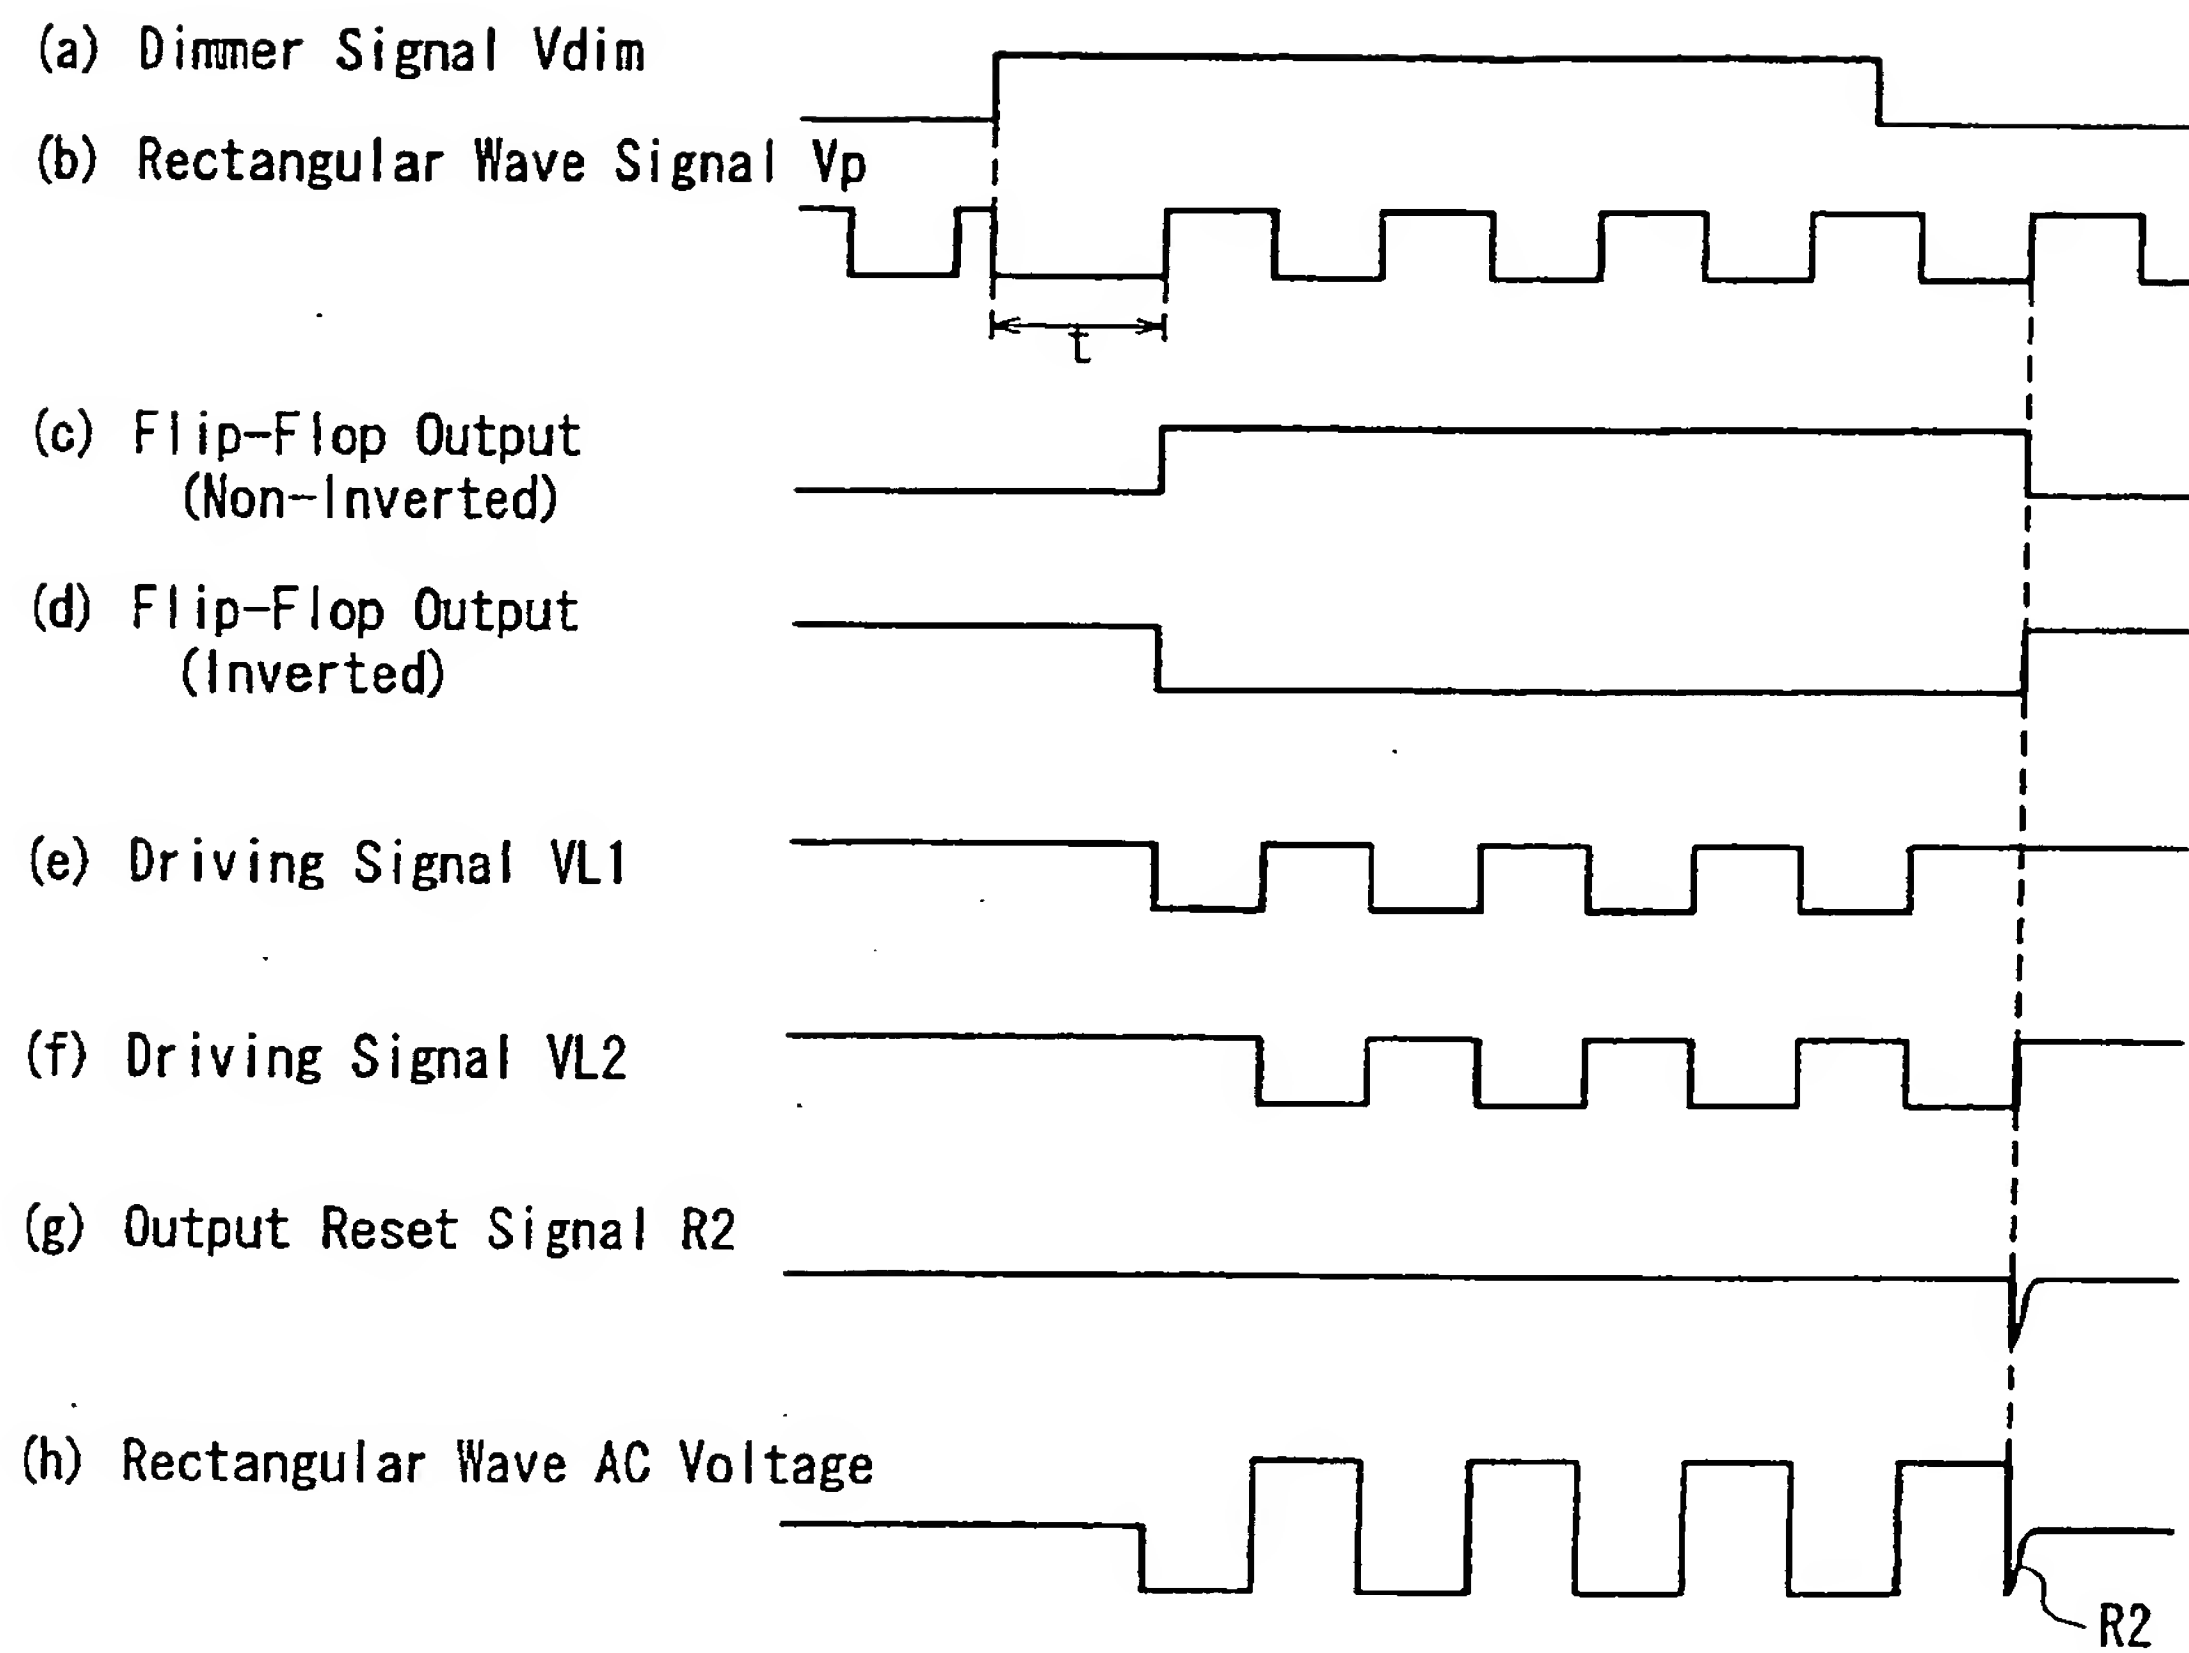 (a) Dimmer Signal Vdim
(b) Rectangular Wave Signal Vp
t
(c) Flip-Flop Output
(Non-Inverted)
(d) Flip-Flop Output
(Inverted)
(e) Driving Signal VL1
(f) Driving Signal VL2
(g) Output Reset Signal R2
(h) Rectangular Wave AC Voltage
R2